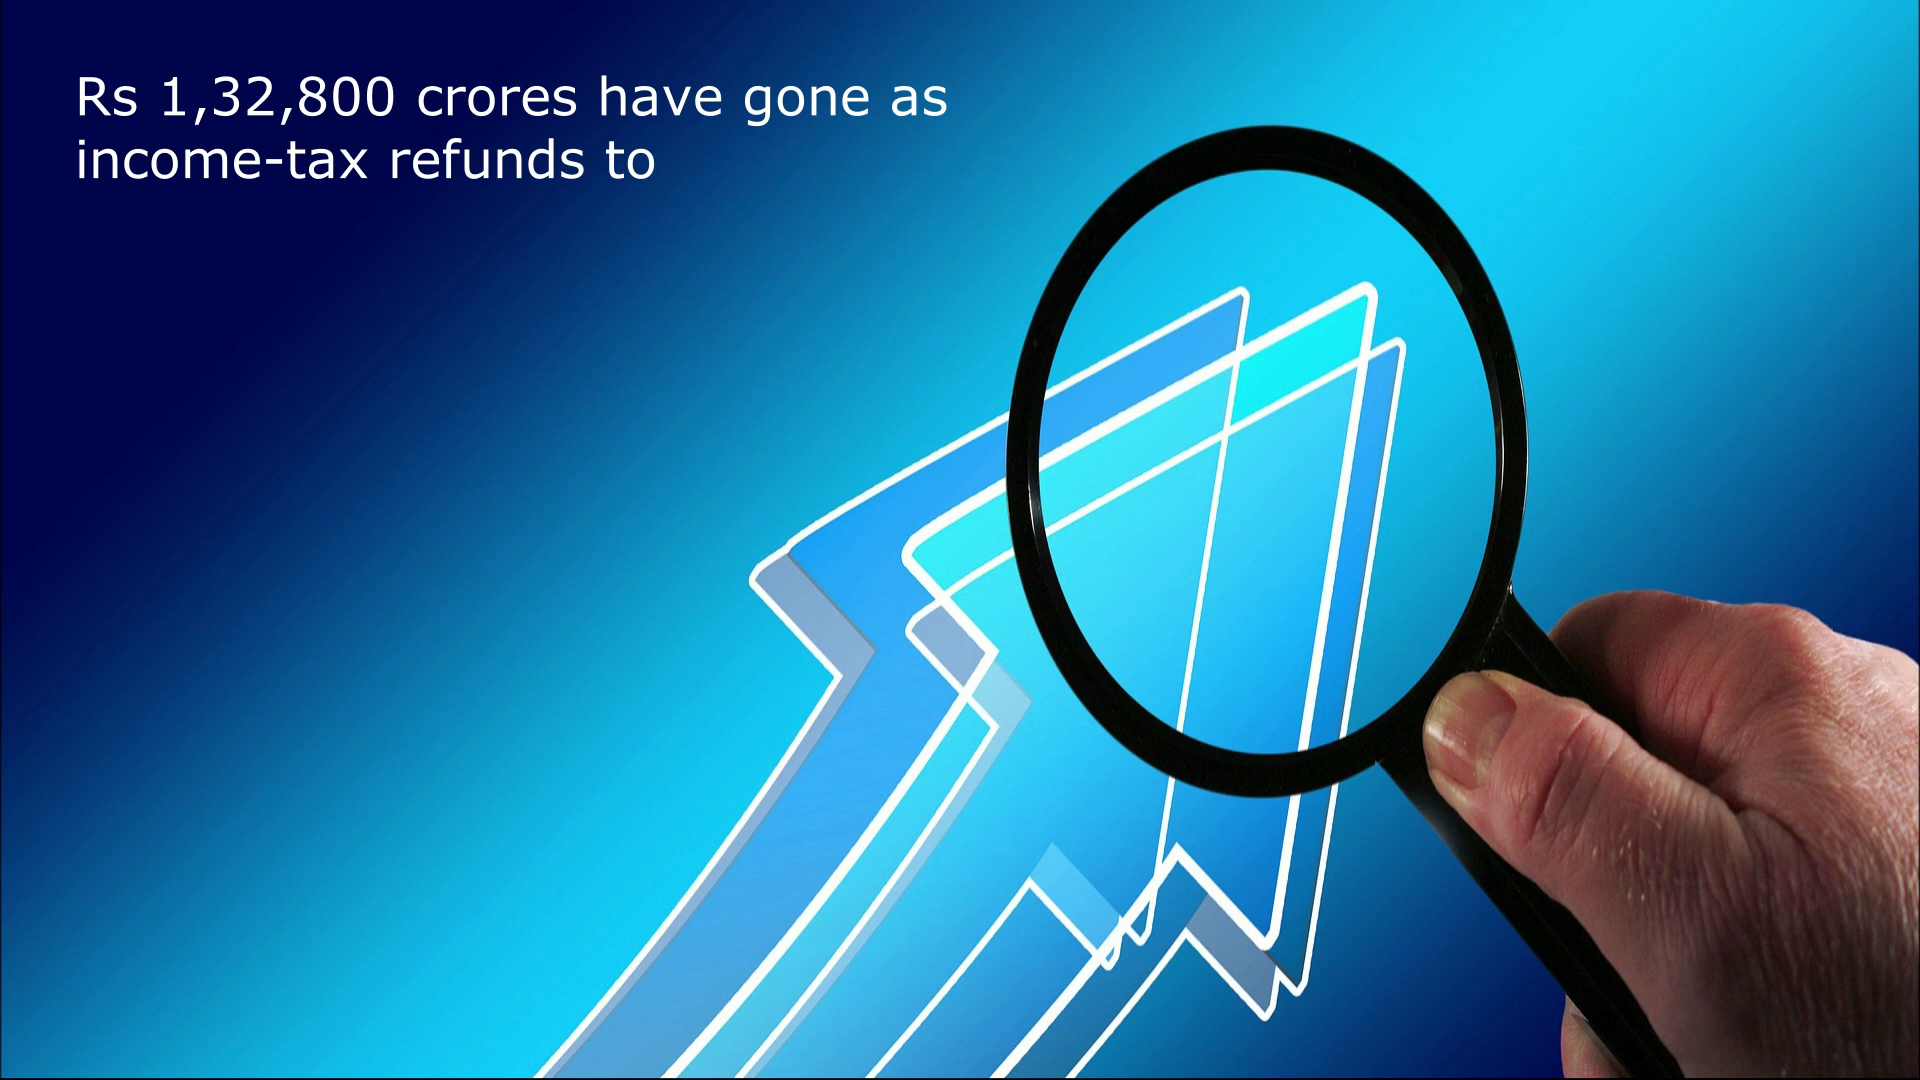 Rs 1,32,800 crores have gone as
income-tax refunds to